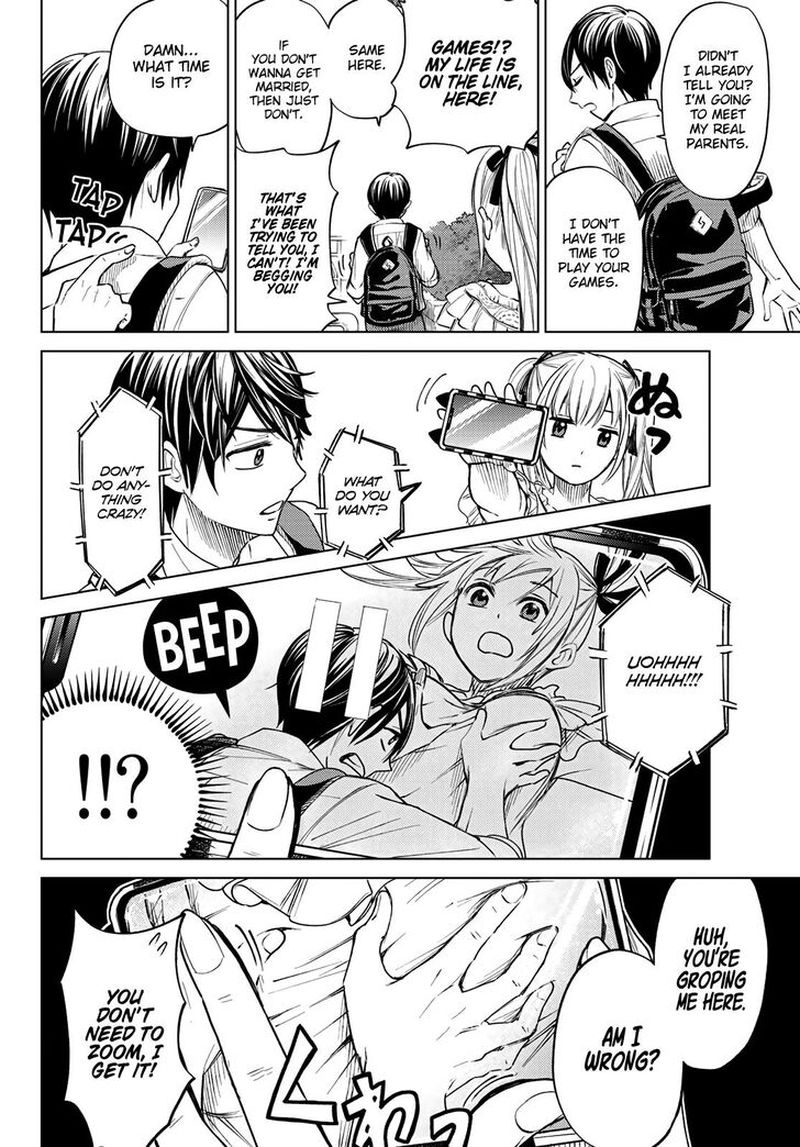 DIDN'T
I ALREADY
TELL YOU?
I'M GOING
TO MEET
MY REAL
PARENTS.
I DON'T
HAVE THE
TIME TO
PLAY YOUR
GAMES.
GAMES!?
MY LIFE IS
ON THE LINE,
HERE!
SAME
HERE.
IF
YOU DON'T
WANNA GET
MARRIED,
THEN JUST
DON'T.
THAT'S
WHAT
I'VE BEEN
TRYING TO
TELL YOU, I
CAN'T! I'M
BEGGING
YOU!
DAMN...
WHAT TIME
IS IT?
TAP
TAP
ぬっ
WHAT
DO YOU
WANT?
DON'T
DO ANY-
THING
CRAZY!
UOHHHH
HHHHH!!!
BEEP
!!?
HUH,
YOU'RE
GROPING
ME HERE.
AM I
WRONG?
YOU
DON'T
NEED TO
ZOOM, I
GET IT!
くわっ